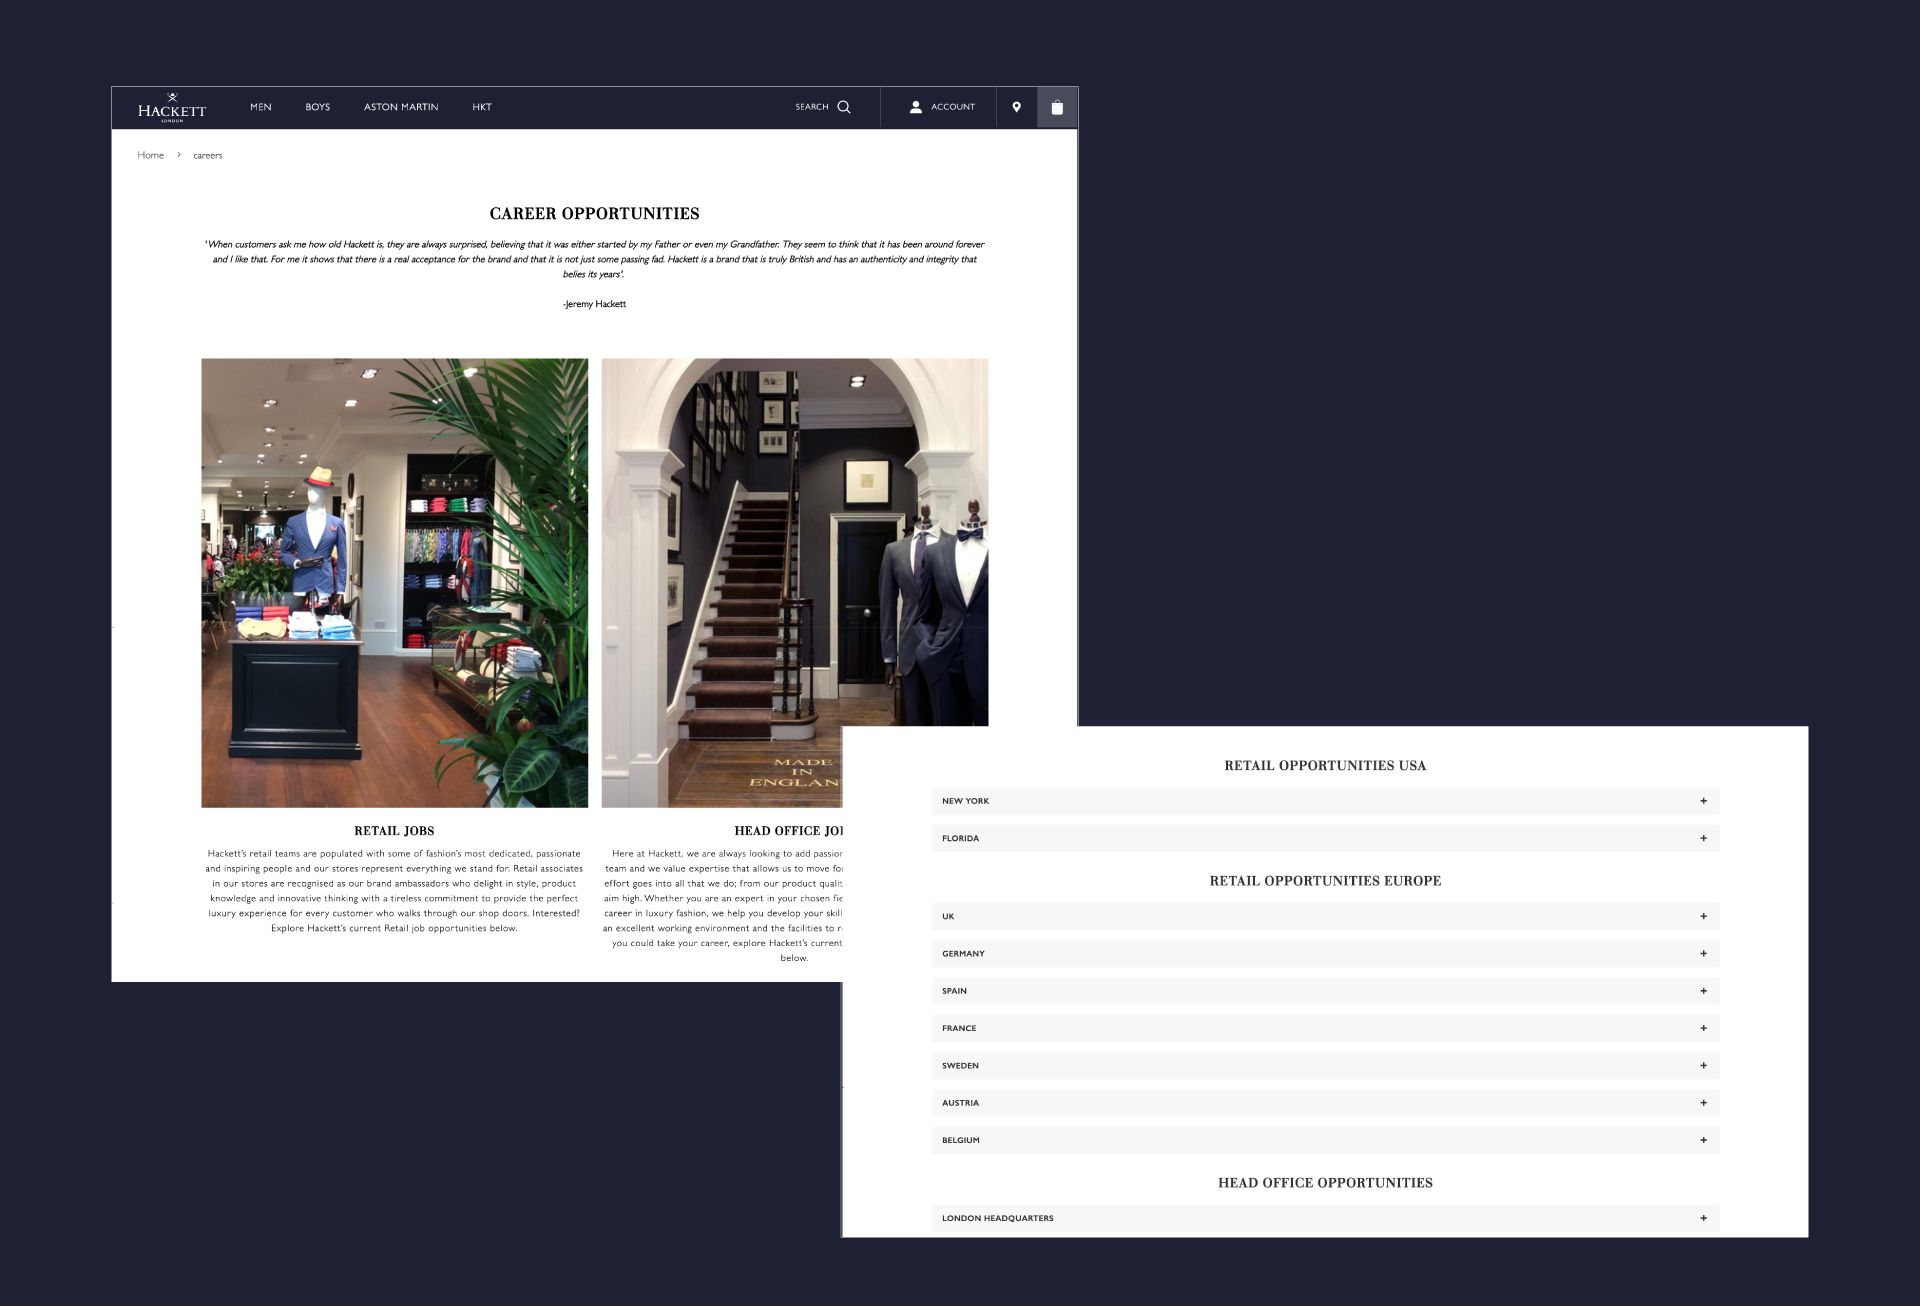 HACKETT
LONDON
MEN
BOYS
ASTON MARTIN
HKT
SEARCH
ACCOUNT
Home > careers
CAREER OPPORTUNITIES
'When customers ask me how old Hackett is, they are always surprised, believing that it was either started by my Father or even my Grandfather. They seem to think that it has been around forever
and I like that. For me it shows that there is a real acceptance for the brand and that it is not just some passing fad. Hackett is a brand that is truly British and has an authenticity and integrity that
belies its years'.
-Jeremy Hackett
MADE
IN
ENGLAN
RETAIL JOBS
Hackett's retail teams are populated with some of fashion's most dedicated, passionate
and inspiring people and our stores represent everything we stand for. Retail associates
in our stores are recognised as our brand ambassadors who delight in style, product
knowledge and innovative thinking with a tireless commitment to provide the perfect
luxury experience for every customer who walks through our shop doors. Interested?
Explore Hackett's current Retail job opportunities below.
HEAD OFFICE JO
Here at Hackett, we are always looking to add passior
team and we value expertise that allows us to move fo
effort goes into all that we do; from our product qualit
aim high. Whether you are an expert in your chosen fie
career in luxury fashion, we help you develop your skill
an excellent working environment and the facilities to r
you could take your career, explore Hackett's current
below.
RETAIL OPPORTUNITIES USA
NEW YORK +
FLORIDA +
RETAIL OPPORTUNITIES EUROPE
UK +
GERMANY +
SPAIN +
FRANCE +
SWEDEN +
AUSTRIA +
BELGIUM +
HEAD OFFICE OPPORTUNITIES
LONDON HEADQUARTERS +